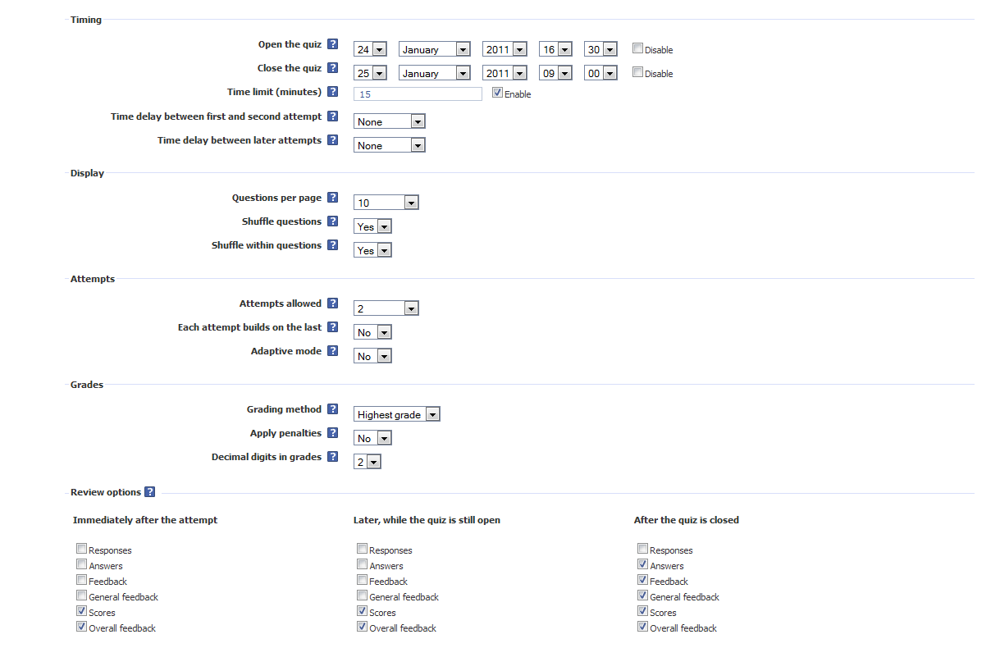 Timing
Open the quiz ? 24 January 2011 16 30 Disable
Close the quiz ? 25 January 2011 09 00 Disable
Time limit (minutes) ? 15 Enable
Time delay between first and second attempt ? None
Time delay between later attempts ? None
Display
Questions per page ? 10
Shuffle questions ? Yes
Shuffle within questions ? Yes
Attempts
Attempts allowed ? 2
Each attempt builds on the last ? No
Adaptive mode ? No
Grades
Grading method ? Highest grade
Apply penalties ? No
Decimal digits in grades ? 2
Review options ?
Immediately after the attempt
Responses
Answers
Feedback
General feedback
Scores
Overall feedback
Later, while the quiz is still open
Responses
Answers
Feedback
General feedback
Scores
Overall feedback
After the quiz is closed
Responses
Answers
Feedback
General feedback
Scores
Overall feedback